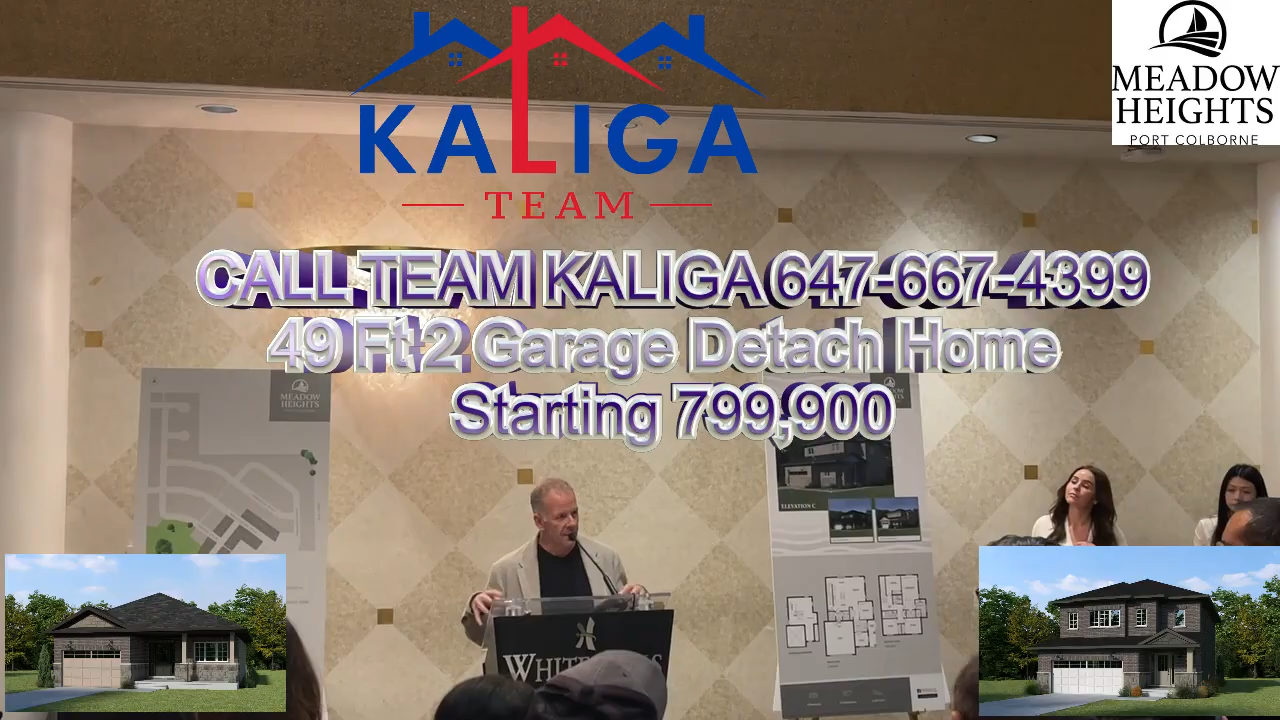 KALIGA
TEAM
MEADOW
HEIGHTS
PORT COLBORNE
CALL TEAM KALIGA 647-667-4399
49 Ft 2 Garage Detach Home
Starting 799,900
MEADOW
HEIGHTS
ELEVATION C